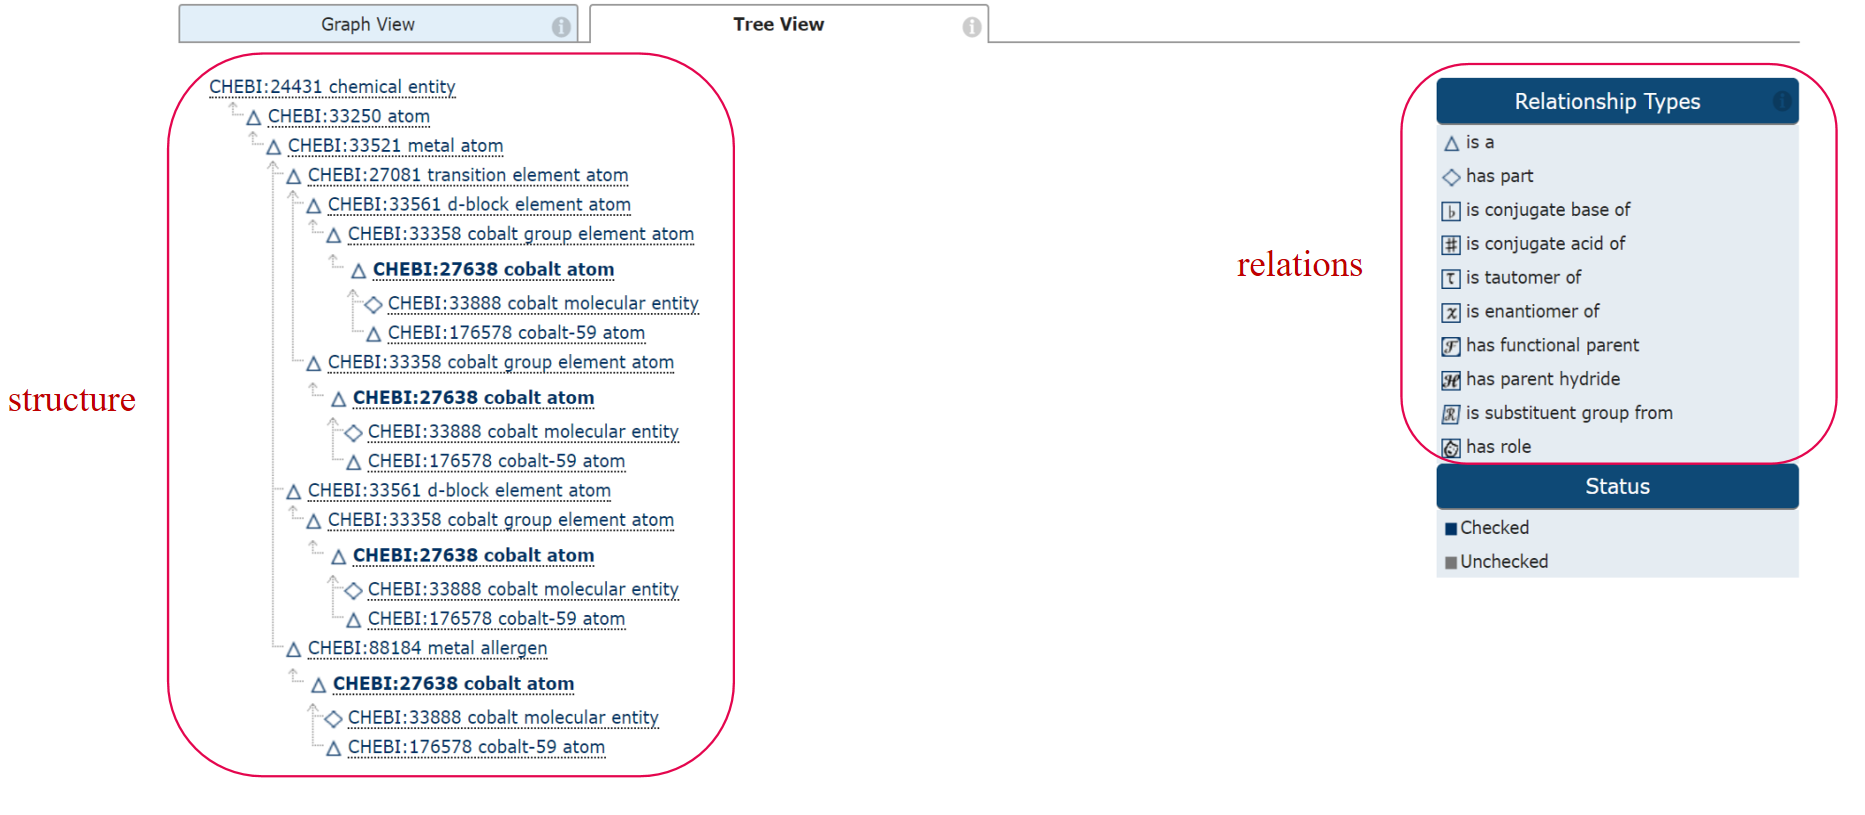 Graph View
Tree View
CHEBI:24431 chemical entity
CHEBI:33250 atom
CHEBI:33521 metal atom
CHEBI:27081 transition element atom
CHEBI:33561 d-block element atom
CHEBI:33358 cobalt group element atom
CHEBI:27638 cobalt atom
CHEBI:33888 cobalt molecular entity
CHEBI:176578 cobalt-59 atom
CHEBI:33358 cobalt group element atom
CHEBI:27638 cobalt atom
CHEBI:33888 cobalt molecular entity
CHEBI:176578 cobalt-59 atom
CHEBI:33561 d-block element atom
CHEBI:33358 cobalt group element atom
CHEBI:27638 cobalt atom
CHEBI:33888 cobalt molecular entity
CHEBI:176578 cobalt-59 atom
CHEBI:88184 metal allergen
CHEBI:27638 cobalt atom
CHEBI:33888 cobalt molecular entity
CHEBI:176578 cobalt-59 atom
structure
relations
Relationship Types
is a
has part
is conjugate base of
is conjugate acid of
is tautomer of
is enantiomer of
has functional parent
has parent hydride
is substituent group from
has role
Status
Checked
Unchecked